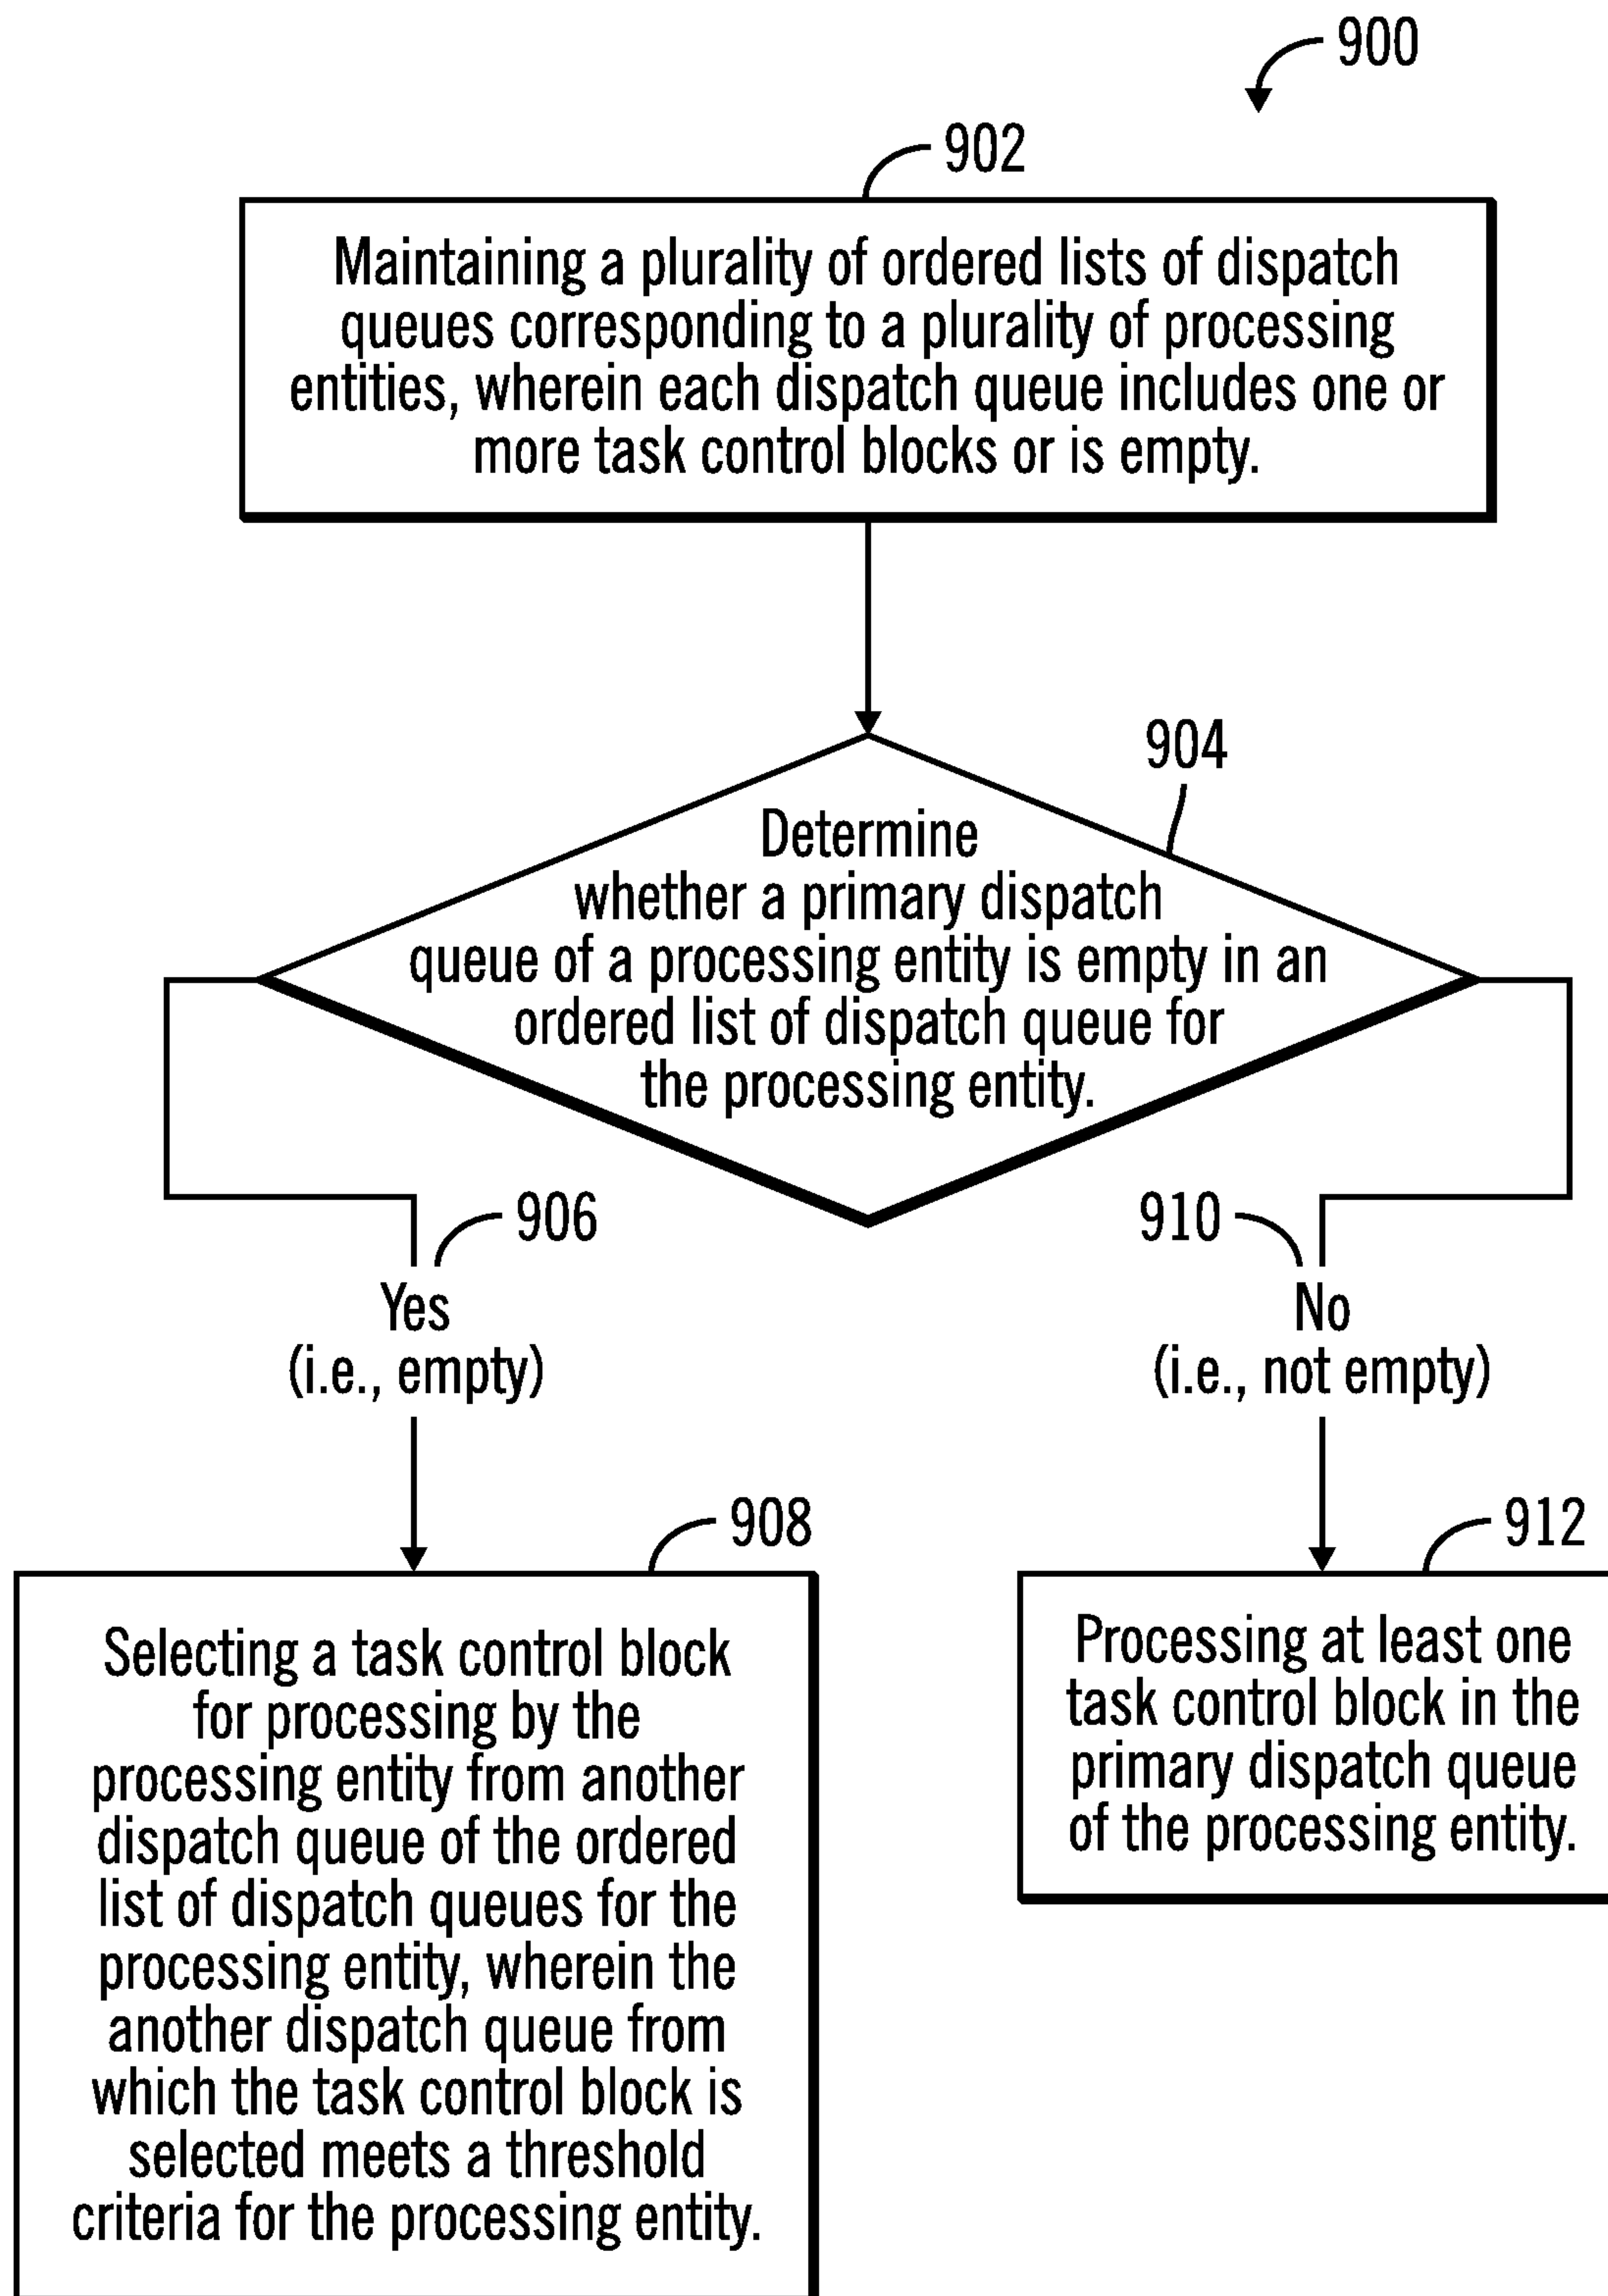 900
902
Maintaining a plurality of ordered lists of dispatch
queues corresponding to a plurality of processing
entities, wherein each dispatch queue includes one or
more task control blocks or is empty.
904
Determine
whether a primary dispatch
queue of a processing entity is empty in an
ordered list of dispatch queue for
the processing entity.
906
Yes
(i.e., empty)
910
No
(i.e., not empty)
908
Selecting a task control block
for processing by the
processing entity from another
dispatch queue of the ordered
list of dispatch queues for the
processing entity, wherein the
another dispatch queue from
which the task control block is
selected meets a threshold
criteria for the processing entity.
912
Processing at least one
task control block in the
primary dispatch queue
of the processing entity.